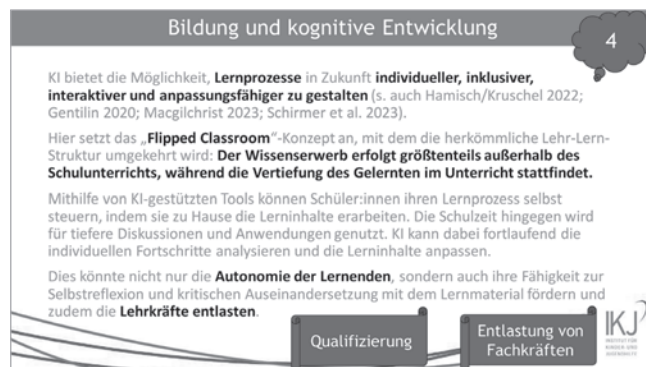 Bildung und kognitive Entwicklung
4
KI bietet die Möglichkeit, Lernprozesse in Zukunft individueller, inklusiver,
interaktiver und anpassungsfähiger zu gestalten (s. auch Hamisch/Kruschel 2022;
Gentilin 2020; Macgilchrist 2023; Schirmer et al. 2023).
Hier setzt das „Flipped Classroom“-Konzept an, mit dem die herkömmliche Lehr-Lern-
Struktur umgekehrt wird: Der Wissenserwerb erfolgt größtenteils außerhalb des
Schulunterrichts, während die Vertiefung des Gelernten im Unterricht stattfindet.
Mithilfe von KI-gestützten Tools können Schüler:innen ihren Lernprozess selbst
steuern, indem sie zu Hause die Lerninhalte erarbeiten. Die Schulzeit hingegen wird
für tiefere Diskussionen und Anwendungen genutzt. KI kann dabei fortlaufend die
individuellen Fortschritte analysieren und die Lerninhalte anpassen.
Dies könnte nicht nur die Autonomie der Lernenden, sondern auch ihre Fähigkeit zur
Selbstreflexion und kritischen Auseinandersetzung mit dem Lernmaterial fördern und
zudem die Lehrkräfte entlasten.
Qualifizierung
Entlastung von
Fachkräften
IKJ
INSTITUT FÜR
KINDER UND
JUGENDHILFE